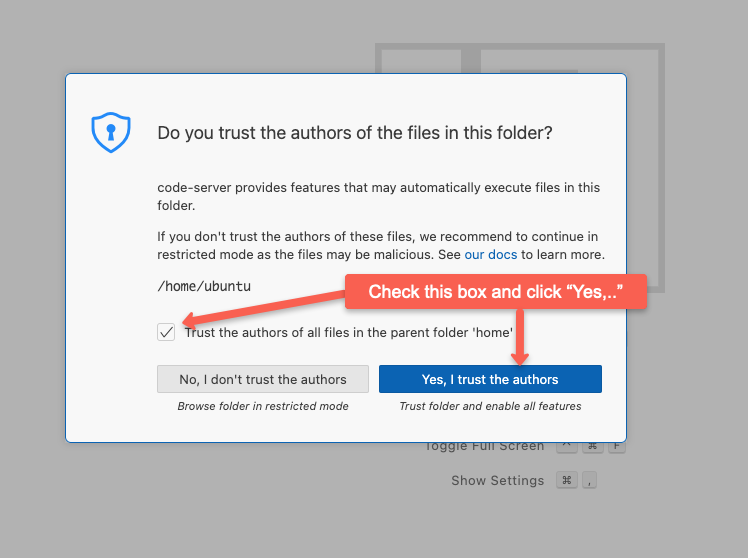 Do you trust the authors of the files in this folder?
code-server provides features that may automatically execute files in this
folder.
If you don't trust the authors of these files, we recommend to continue in
restricted mode as the files may be malicious. See our docs to learn more.
/home/ubuntu
Check this box and click “Yes,..”
Trust the authors of all files in the parent folder 'home'
No, I don't trust the authors
Yes, I trust the authors
Browse folder in restricted mode
Trust folder and enable all features
Toggle Full Screen ^ ⌘ F
Show Settings ⌘ ,